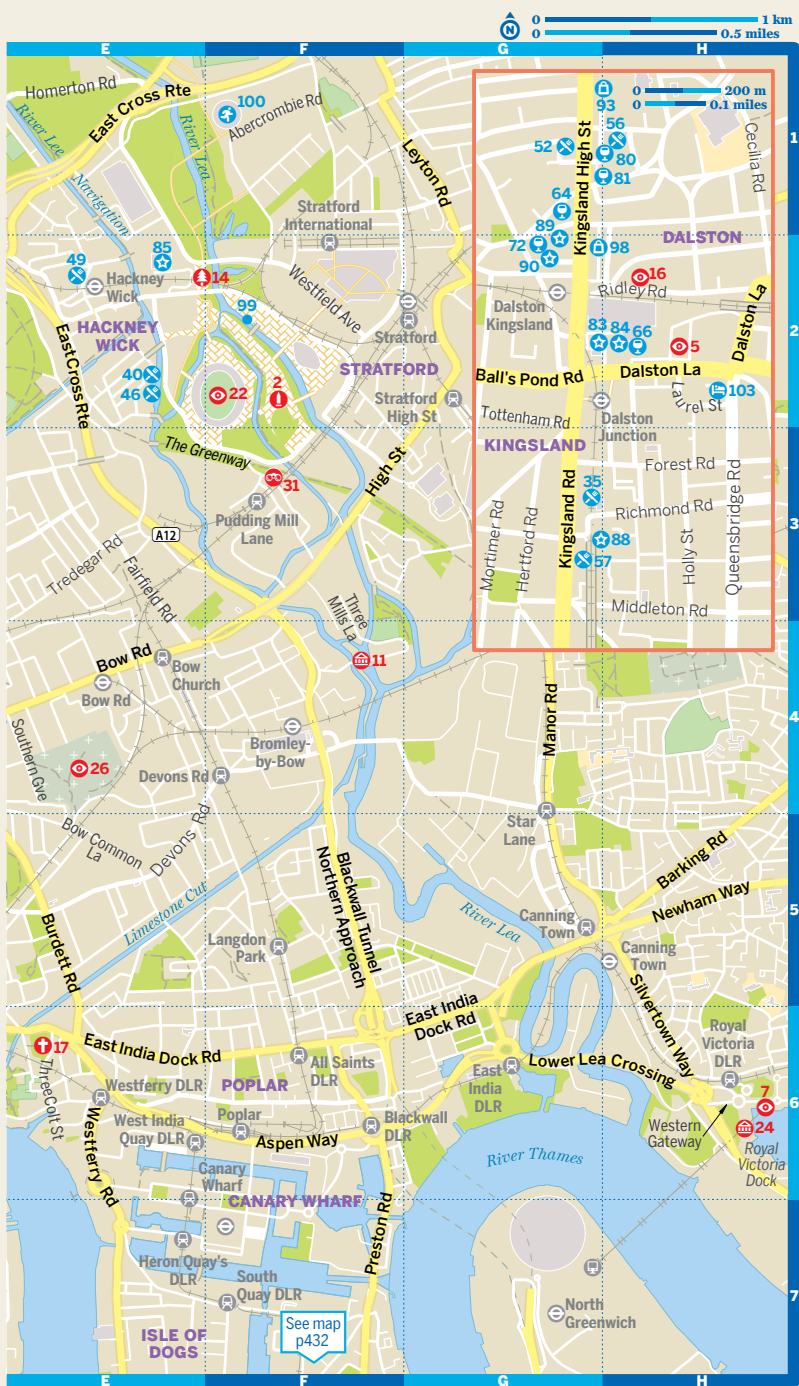 N
0 1 km
0 0.5 miles
E F G H
Homerton Rd
East Cross Rte
100
Abercrombie Rd
River Lee
Navigation
River Lea
Leyton Rd
1
Stratford
International
49
85
Hackney
Wick
14
Westfield Ave
99
HACKNEY
WICK
East Cross Rte
Stratford
STRATFORD
40
46
22
2
Stratford
High St
The Greenway
31
High St
Pudding Mill
Lane
A12
0 200 m
0 0.1 miles
93
56
52
80
81
Cecilia Rd
Kingsland High St
64
89
72
90
98
DALSTON
16
Ridley Rd
Dalston
Kingsland
83 84 66
5
Dalston La
2
Ball's Pond Rd
Dalston La
103
Laurel St
Tottenham Rd
Dalston
Junction
KINGSLAND
Forest Rd
35
Richmond Rd
Kingsland Rd
Mortimer Rd
Hertford Rd
88
57
Holly St
Queensbridge Rd
3
Middleton Rd
Tredegar Rd
Fairfield Rd
Three
Mills La
11
Bow Rd
Bow
Church
Bow Rd
Southern Gve
26
Bromley-
by-Bow
Manor Rd
4
Devons Rd
Bow Common
La
Devons Rd
Star
Lane
Barking Rd
Newham Way
Limestone Cut
Blackwall Tunnel
Northern Approach
River Lea
Canning
Town
Canning
Town
5
Burdett Rd
Langdon
Park
East India
Dock Rd
Silvertown Way
17
East India Dock Rd
All Saints
DLR
Royal
Victoria
DLR
Lower Lea Crossing
East
India
DLR
Three Colt St
Westferry DLR
POPLAR
7
6
West India
Quay DLR
Poplar
Aspen Way
Blackwall
DLR
Western
Gateway
24
Royal
Victoria
Dock
Westferry Rd
River Thames
Canary
Wharf
CANARY WHARF
Preston Rd
Heron Quay's
DLR
South
Quay DLR
North
Greenwich
7
ISLE OF
DOGS
See map
p432
E F G H